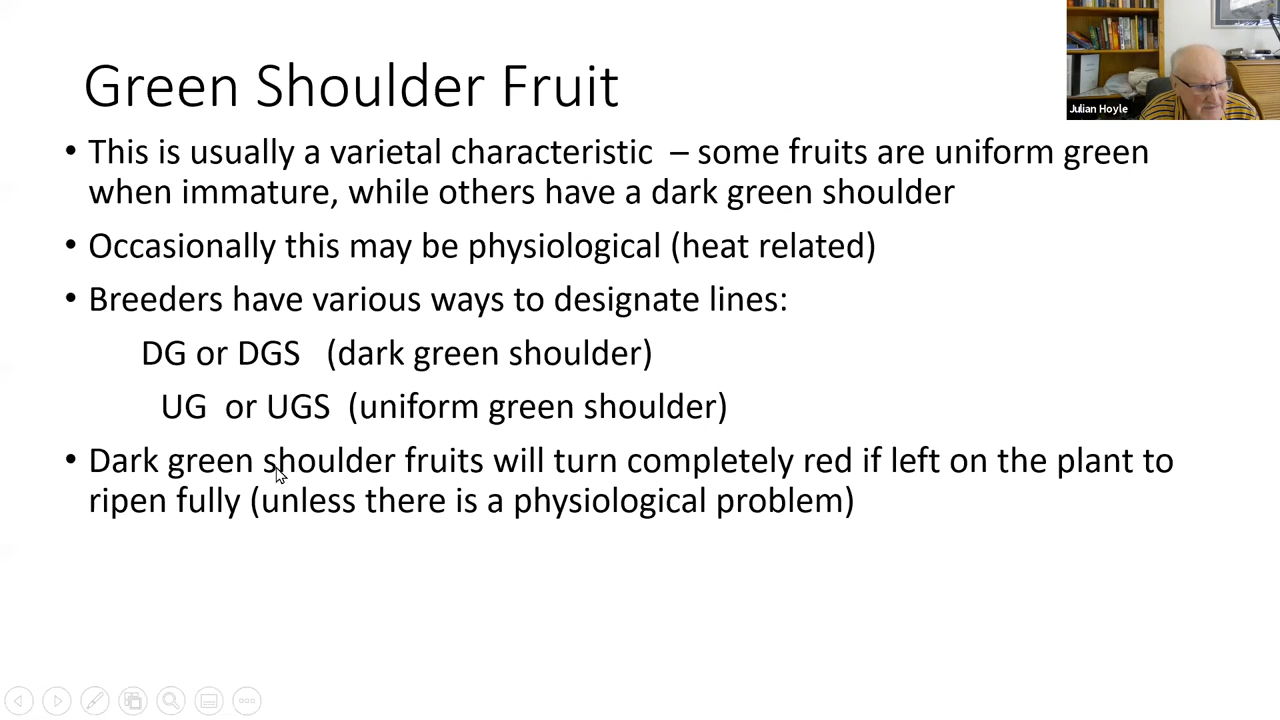 Green Shoulder Fruit
Julian Hoyle
• This is usually a varietal characteristic – some fruits are uniform green
when immature, while others have a dark green shoulder
• Occasionally this may be physiological (heat related)
• Breeders have various ways to designate lines:
DG or DGS (dark green shoulder)
UG or UGS (uniform green shoulder)
• Dark green shoulder fruits will turn completely red if left on the plant to
ripen fully (unless there is a physiological problem)